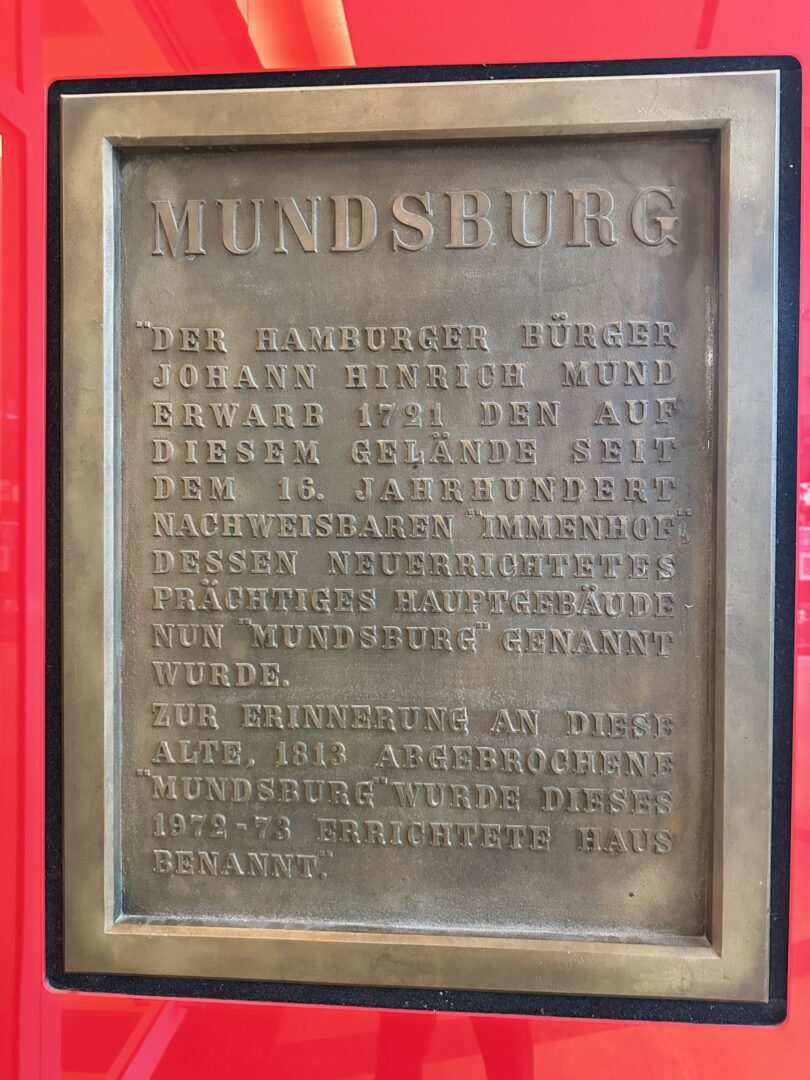 MUNDSBURG
"DER HAMBURGER BÜRGER
JOHANN HINRICH MUND
ERWARB 1721 DEN AUF
DIESEM GELÄNDE SEIT
DEM 16. JAHRHUNDERT
NACHWEISBAREN "IMMENHOF",
DESSEN NEUERRICHTETES
PRÄCHTIGES HAUPTGEBÄUDE
NUN "MUNDSBURG" GENANNT
WURDE.
ZUR ERINNERUNG AN DIESE
ALTE, 1813 ABGEBROCHENE
"MUNDSBURG" WURDE DIESES
1972-73 ERRICHTETE HAUS
BENANNT."